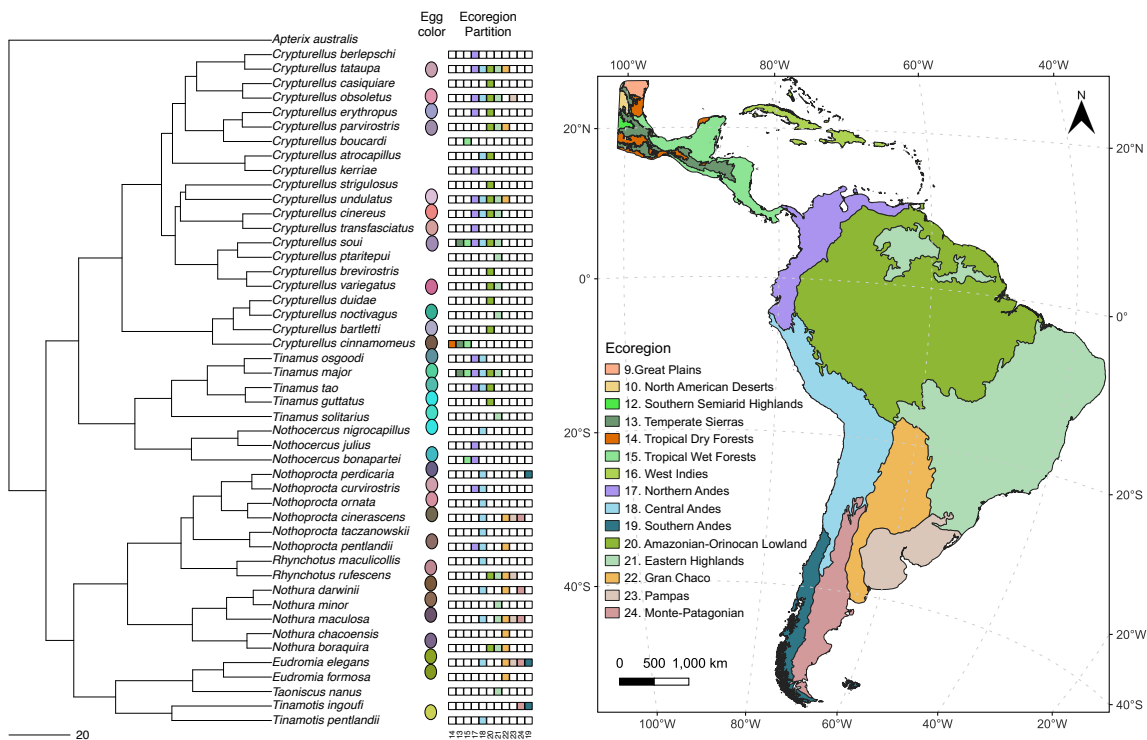 Egg
color
Ecoregion
Partition
Apterix australis
Crypturellus berlepschi
Crypturellus tataupa
Crypturellus casiquiare
Crypturellus obsoletus
Crypturellus erythropus
Crypturellus parvirostris
Crypturellus boucardi
Crypturellus atrocapillus
Crypturellus kerriae
Crypturellus strigulosus
Crypturellus undulatus
Crypturellus cinereus
Crypturellus transfasciatus
Crypturellus soui
Crypturellus ptaritepui
Crypturellus brevirostris
Crypturellus variegatus
Crypturellus duidae
Crypturellus noctivagus
Crypturellus bartletti
Crypturellus cinnamomeus
Tinamus osgoodi
Tinamus major
Tinamus tao
Tinamus guttatus
Tinamus solitarius
Nothocercus nigrocapillus
Nothocercus julius
Nothocercus bonapartei
Nothoprocta perdicaria
Nothoprocta curvirostris
Nothoprocta ornata
Nothoprocta cinerascens
Nothoprocta taczanowskii
Nothoprocta pentlandii
Rhynchotus maculicollis
Rhynchotus rufescens
Nothura darwinii
Nothura minor
Nothura maculosa
Nothura chacoensis
Nothura boraquira
Eudromia elegans
Eudromia formosa
Taoniscus nanus
Tinamotis ingoufi
Tinamotis pentlandii
20
14 13 15 17 18 20 21 22 23 24 19
100°W 80°W 60°W 40°W
N
20°N
20°N
0°
0°
20°S
20°S
40°S
20°W
40°S
Ecoregion
9.Great Plains
10. North American Deserts
12. Southern Semiarid Highlands
13. Temperate Sierras
14. Tropical Dry Forests
15. Tropical Wet Forests
16. West Indies
17. Northern Andes
18. Central Andes
19. Southern Andes
20. Amazonian-Orinocan Lowland
21. Eastern Highlands
22. Gran Chaco
23. Pampas
24. Monte-Patagonian
0 500 1,000 km
100°W 80°W 60°W 40°W 20°W